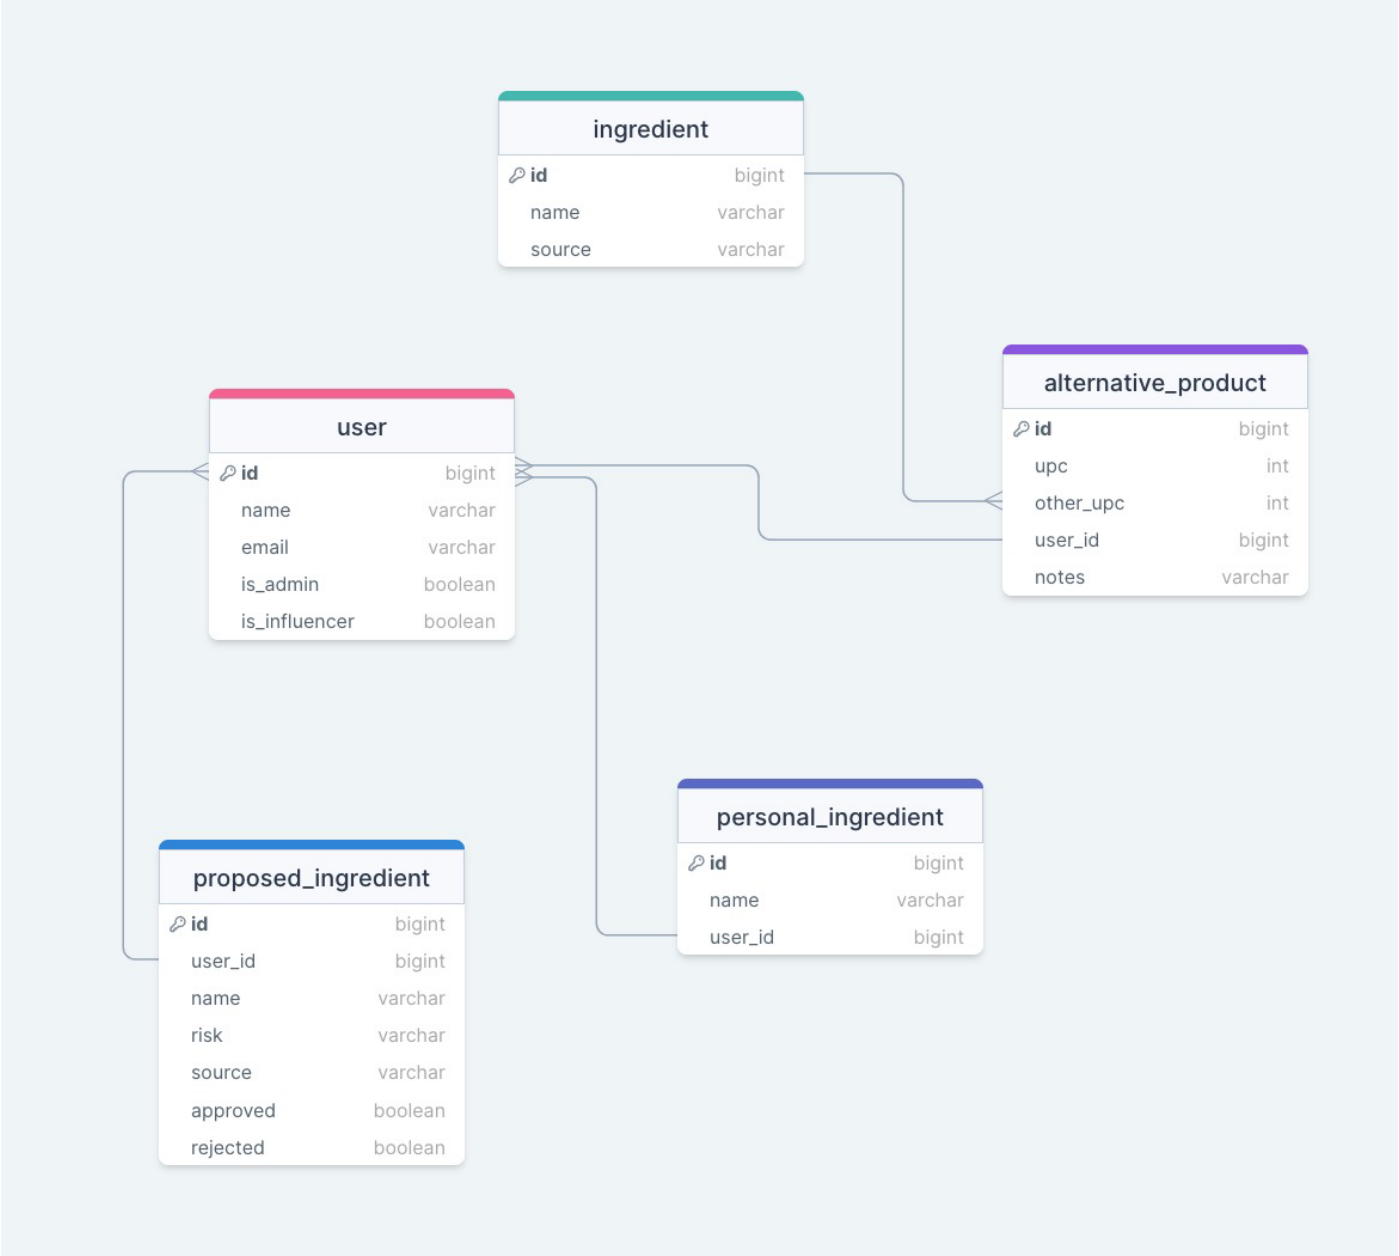 ingredient
id bigint
name varchar
source varchar
alternative_product
id bigint
upc int
other_upc int
user_id bigint
notes varchar
user
id bigint
name varchar
email varchar
is_admin boolean
is_influencer boolean
personal_ingredient
id bigint
name varchar
user_id bigint
proposed_ingredient
id bigint
user_id bigint
name varchar
risk varchar
source varchar
approved boolean
rejected boolean